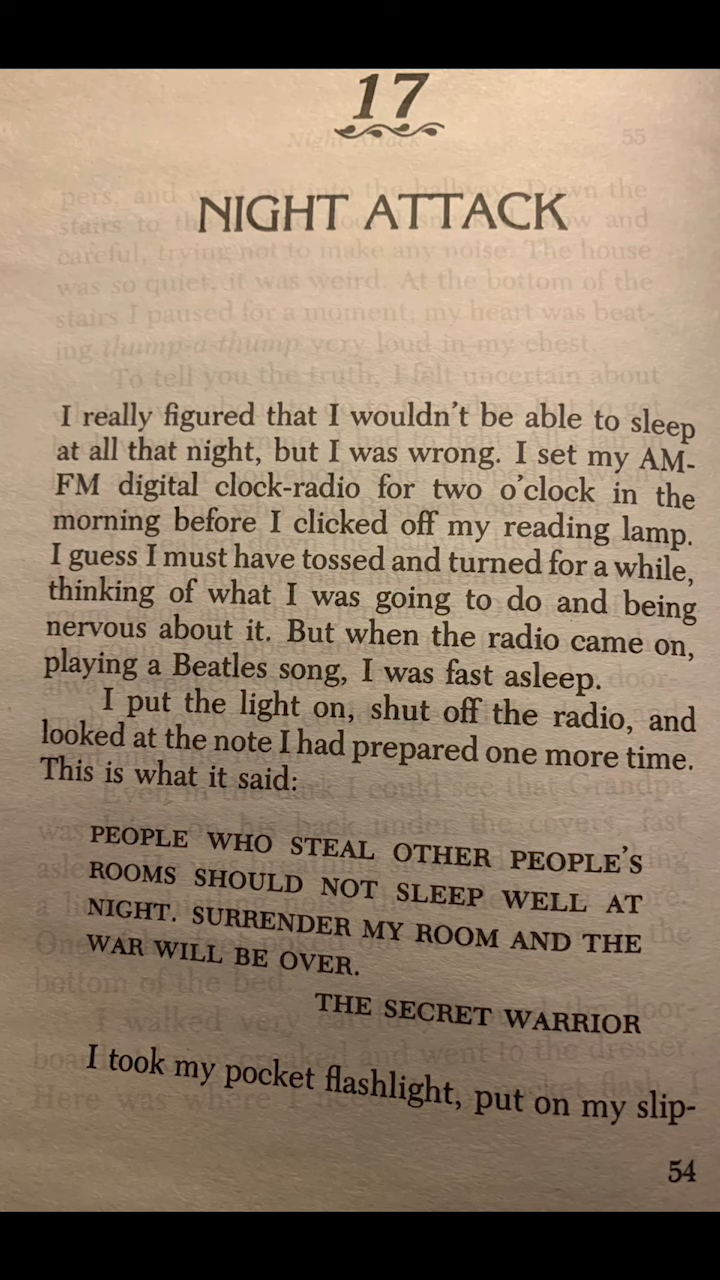 17
NIGHT ATTACK
I really figured that I wouldn't be able to sleep
at all that night, but I was wrong. I set my AM-
FM digital clock-radio for two o'clock in the
morning before I clicked off my reading lamp.
I guess I must have tossed and turned for a while,
thinking of what I was going to do and being
nervous about it. But when the radio came on,
playing a Beatles song, I was fast asleep.
I put the light on, shut off the radio, and
looked at the note I had prepared one more time.
This is what it said:
PEOPLE WHO STEAL OTHER PEOPLE'S
ROOMS SHOULD NOT SLEEP WELL AT
NIGHT. SURRENDER MY ROOM AND THE
WAR WILL BE OVER.
THE SECRET WARRIOR
I took my pocket flashlight, put on my slip-
54